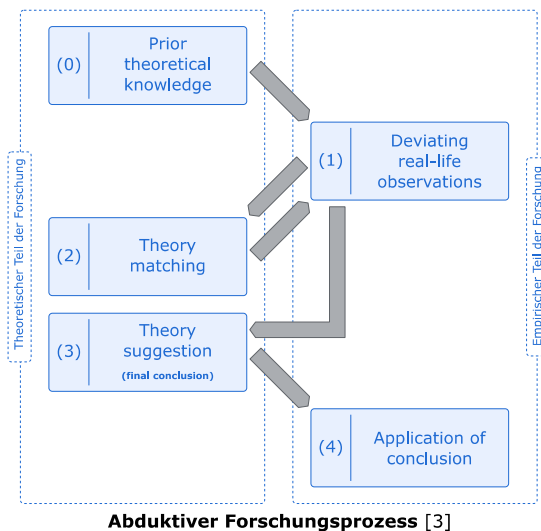 Theoretischer Teil der Forschung
(0)
Prior
theoretical
knowledge
(1)
Deviating
real-life
observations
(2)
Theory
matching
(3)
Theory
suggestion
(final conclusion)
(4)
Application of
conclusion
Empirischer Teil der Forschung
Abduktiver Forschungsprozess [3]